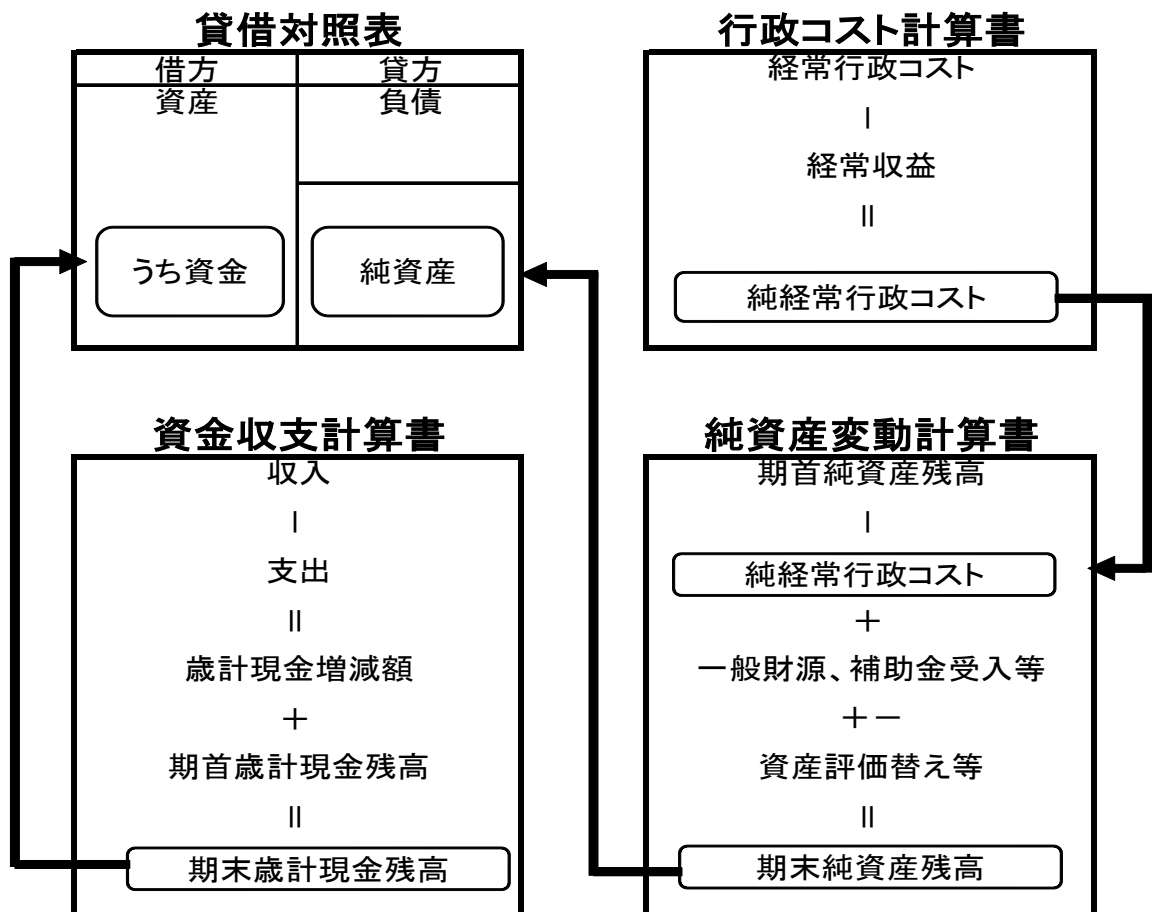 貸借対照表
借方
貸方
資産
負債
うち資金
純資産
行政コスト計算書
経常行政コスト
－
経常収益
＝
純経常行政コスト
資金収支計算書
収入
－
支出
＝
歳計現金増減額
＋
期首歳計現金残高
＝
期末歳計現金残高
純資産変動計算書
期首純資産残高
－
純経常行政コスト
＋
一般財源、補助金受入等
＋－
資産評価替え等
＝
期末純資産残高